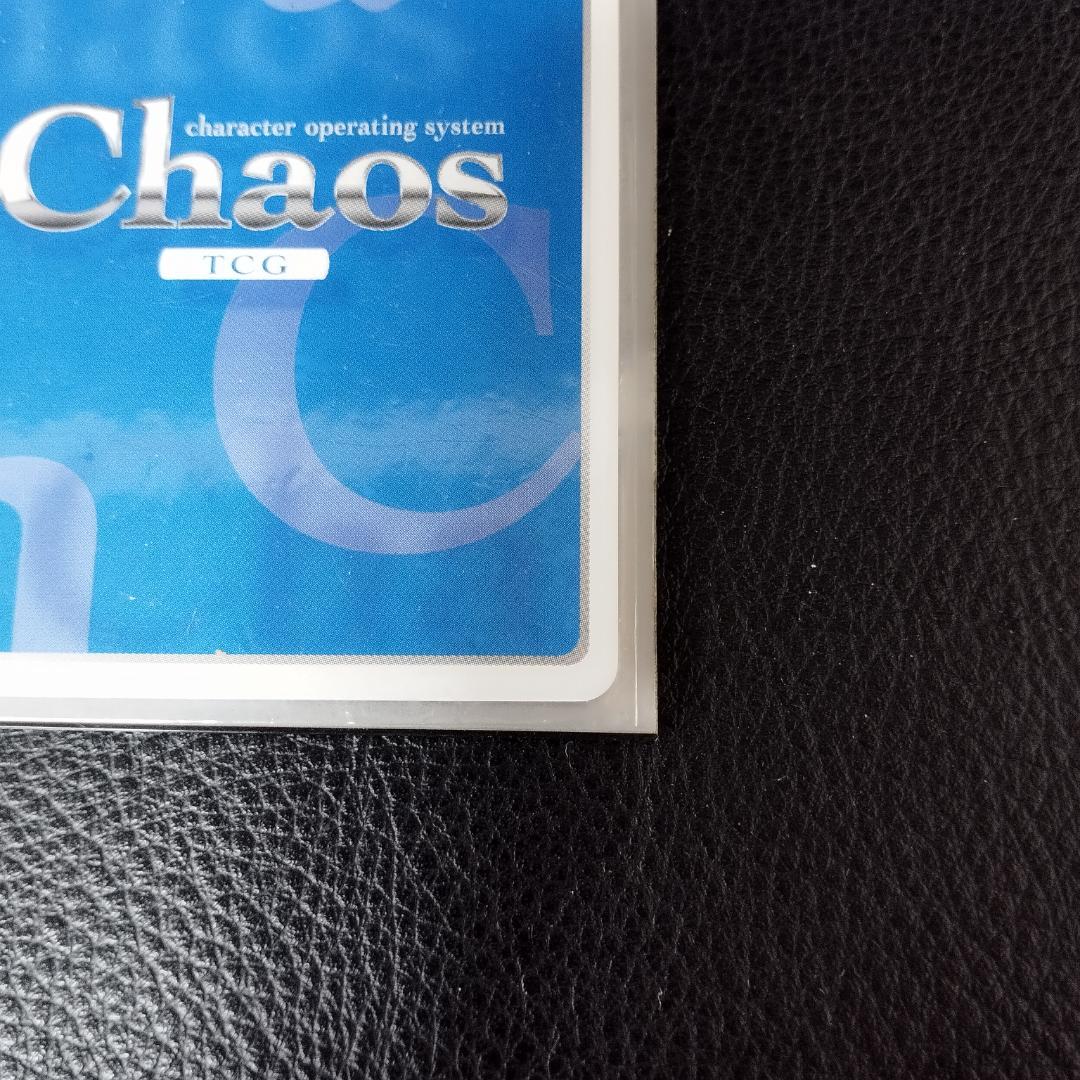 character operating system
Chaos
TCG